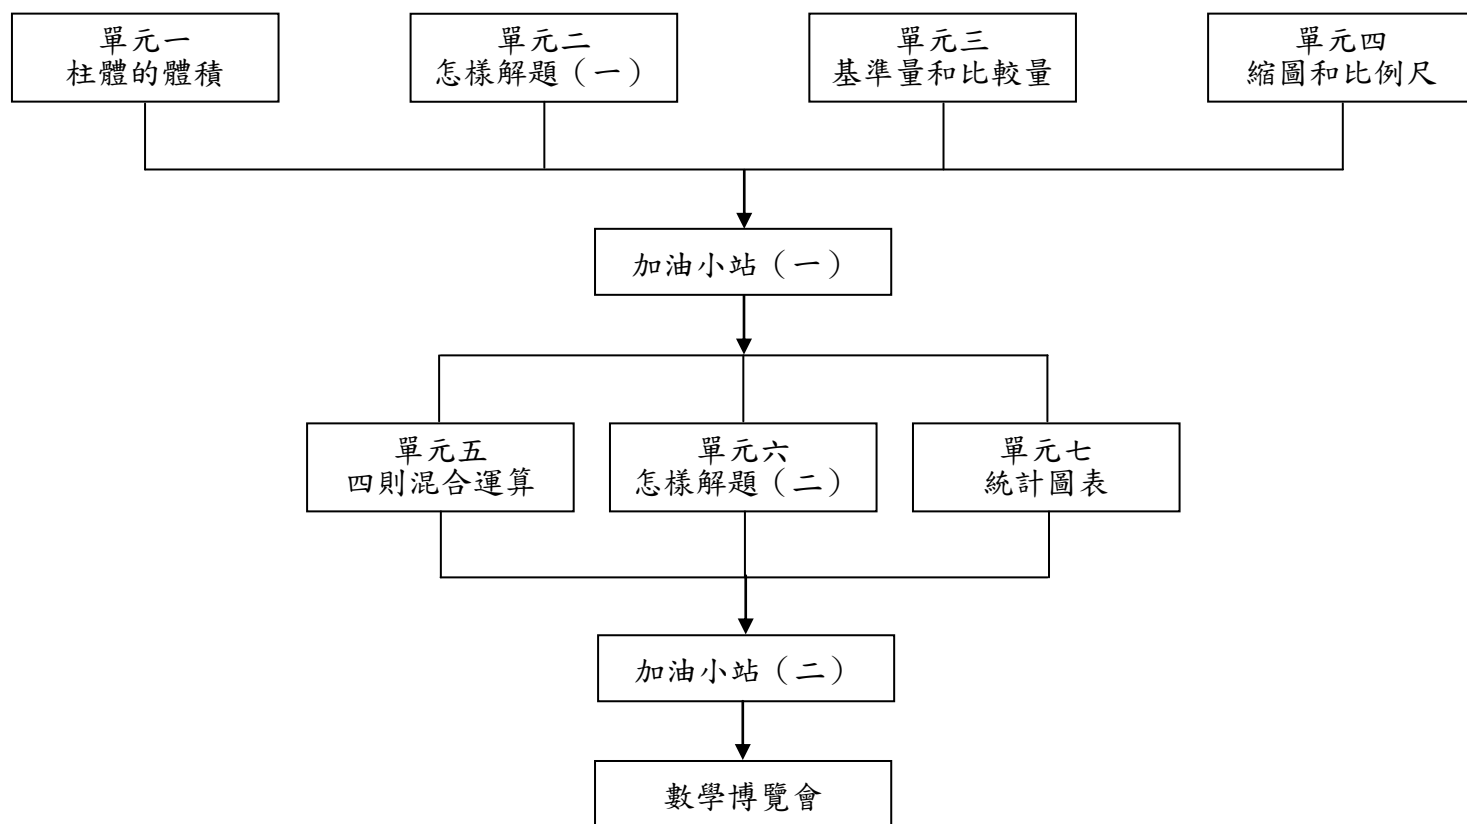 單元一
柱體的體積
單元二
怎樣解題（一）
單元三
基準量和比較量
單元四
縮圖和比例尺
加油小站（一）
單元五
四則混合運算
單元六
怎樣解題（二）
單元七
統計圖表
加油小站（二）
數學博覽會